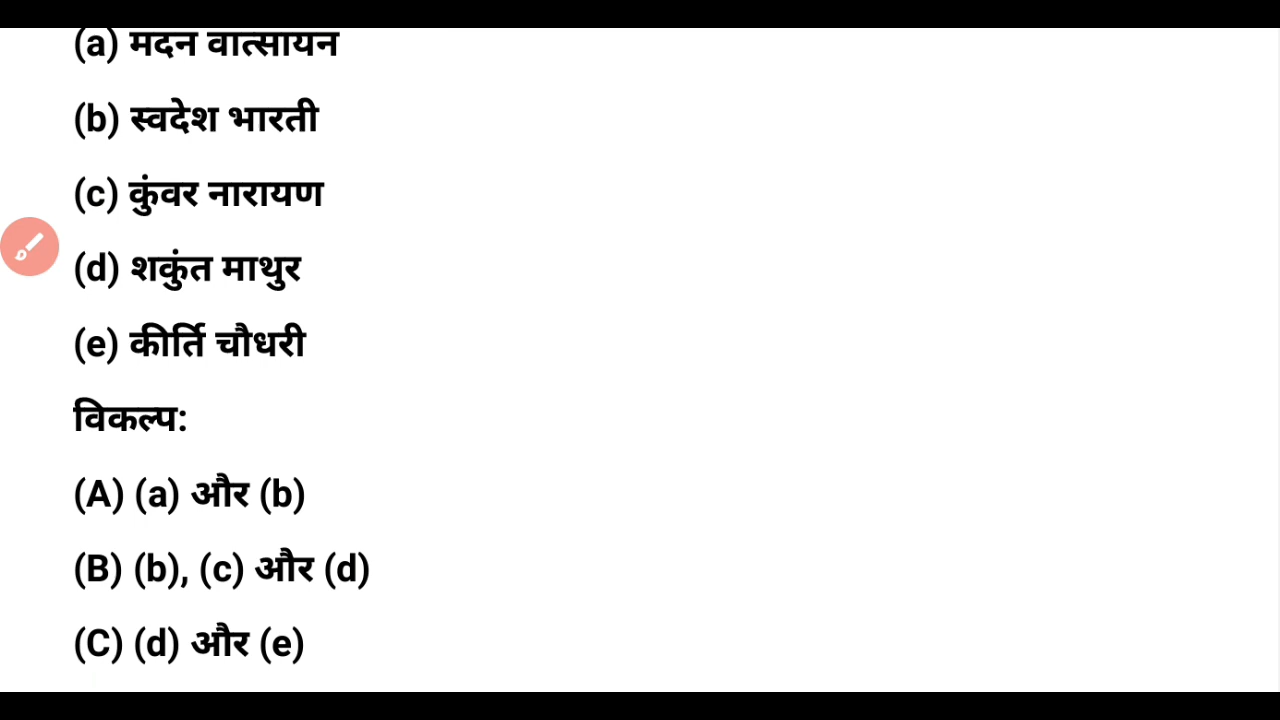 (a) मदन वात्सायन
(b) स्वदेश भारती
(c) कुंवर नारायण
(d) शकुंत माथुर
(e) कीर्ति चौधरी
विकल्प:
(A) (a) और (b)
(B) (b), (c) और (d)
(C) (d) और (e)